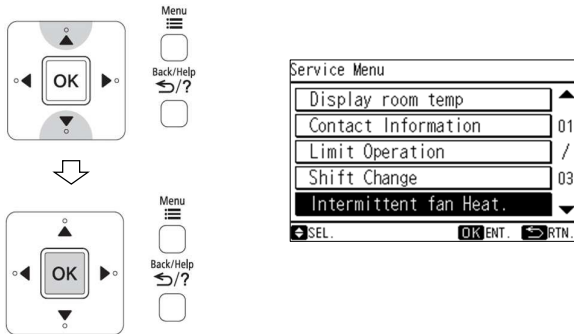 Menu
OK
Back/Help
/?
Menu
OK
Back/Help
/?
Service Menu
Display room temp
Contact Information 01
Limit Operation /
Shift Change 03
Intermittent fan Heat.
SEL. OK ENT. RTN.